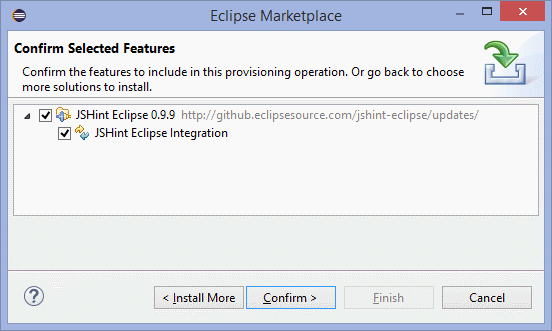 Eclipse Marketplace
Confirm Selected Features
Confirm the features to include in this provisioning operation. Or go back to choose
more solutions to install.
JSHint Eclipse 0.9.9 http://github.eclipsesource.com/jshint-eclipse/updates/
JSHint Eclipse Integration
? < Install More Confirm > Finish Cancel